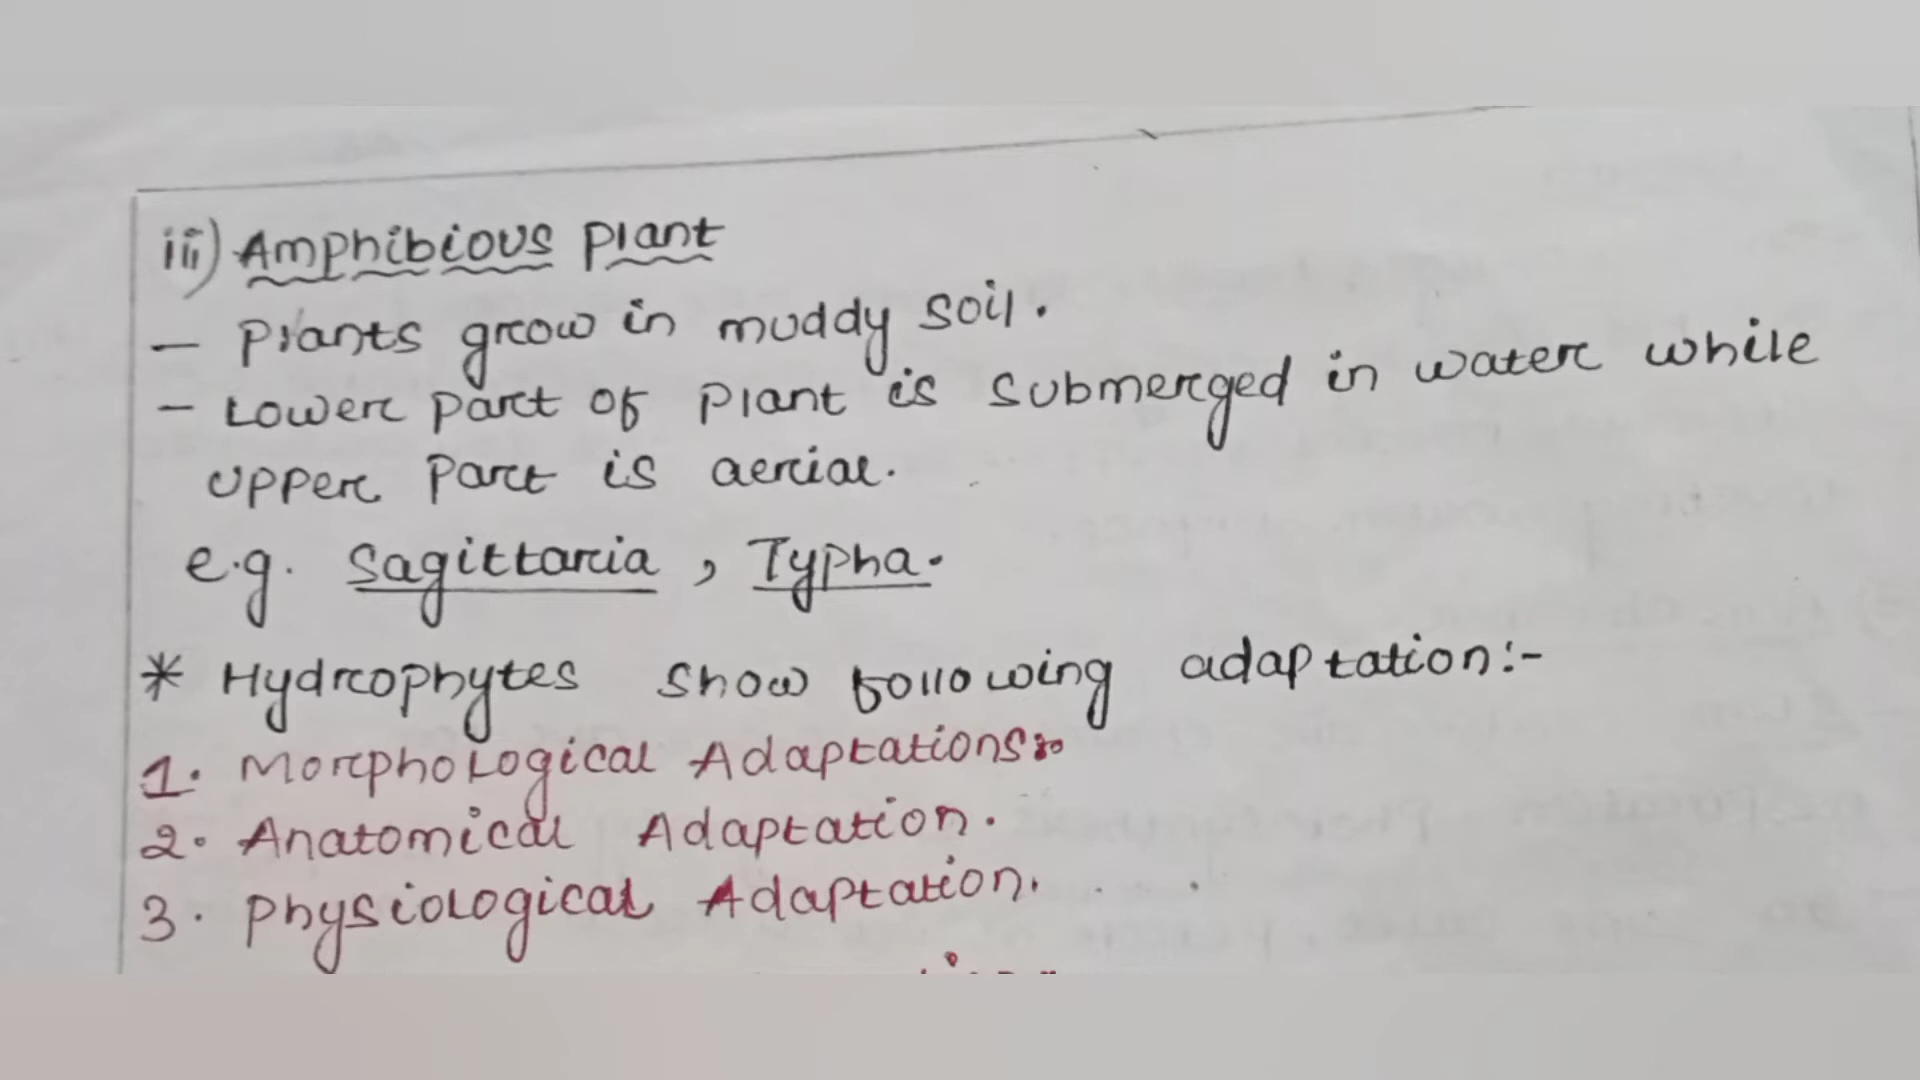 iii) Amphibious plant
- Plants grow in muddy soil.
- Lower part of plant is submerged in water while
upper part is aerial.
e.g. Sagittaria, Typha.
* Hydrophytes show following adaptation:-
1. Morphological Adaptations:-
2. Anatomical Adaptation.
3. Physiological Adaptation.